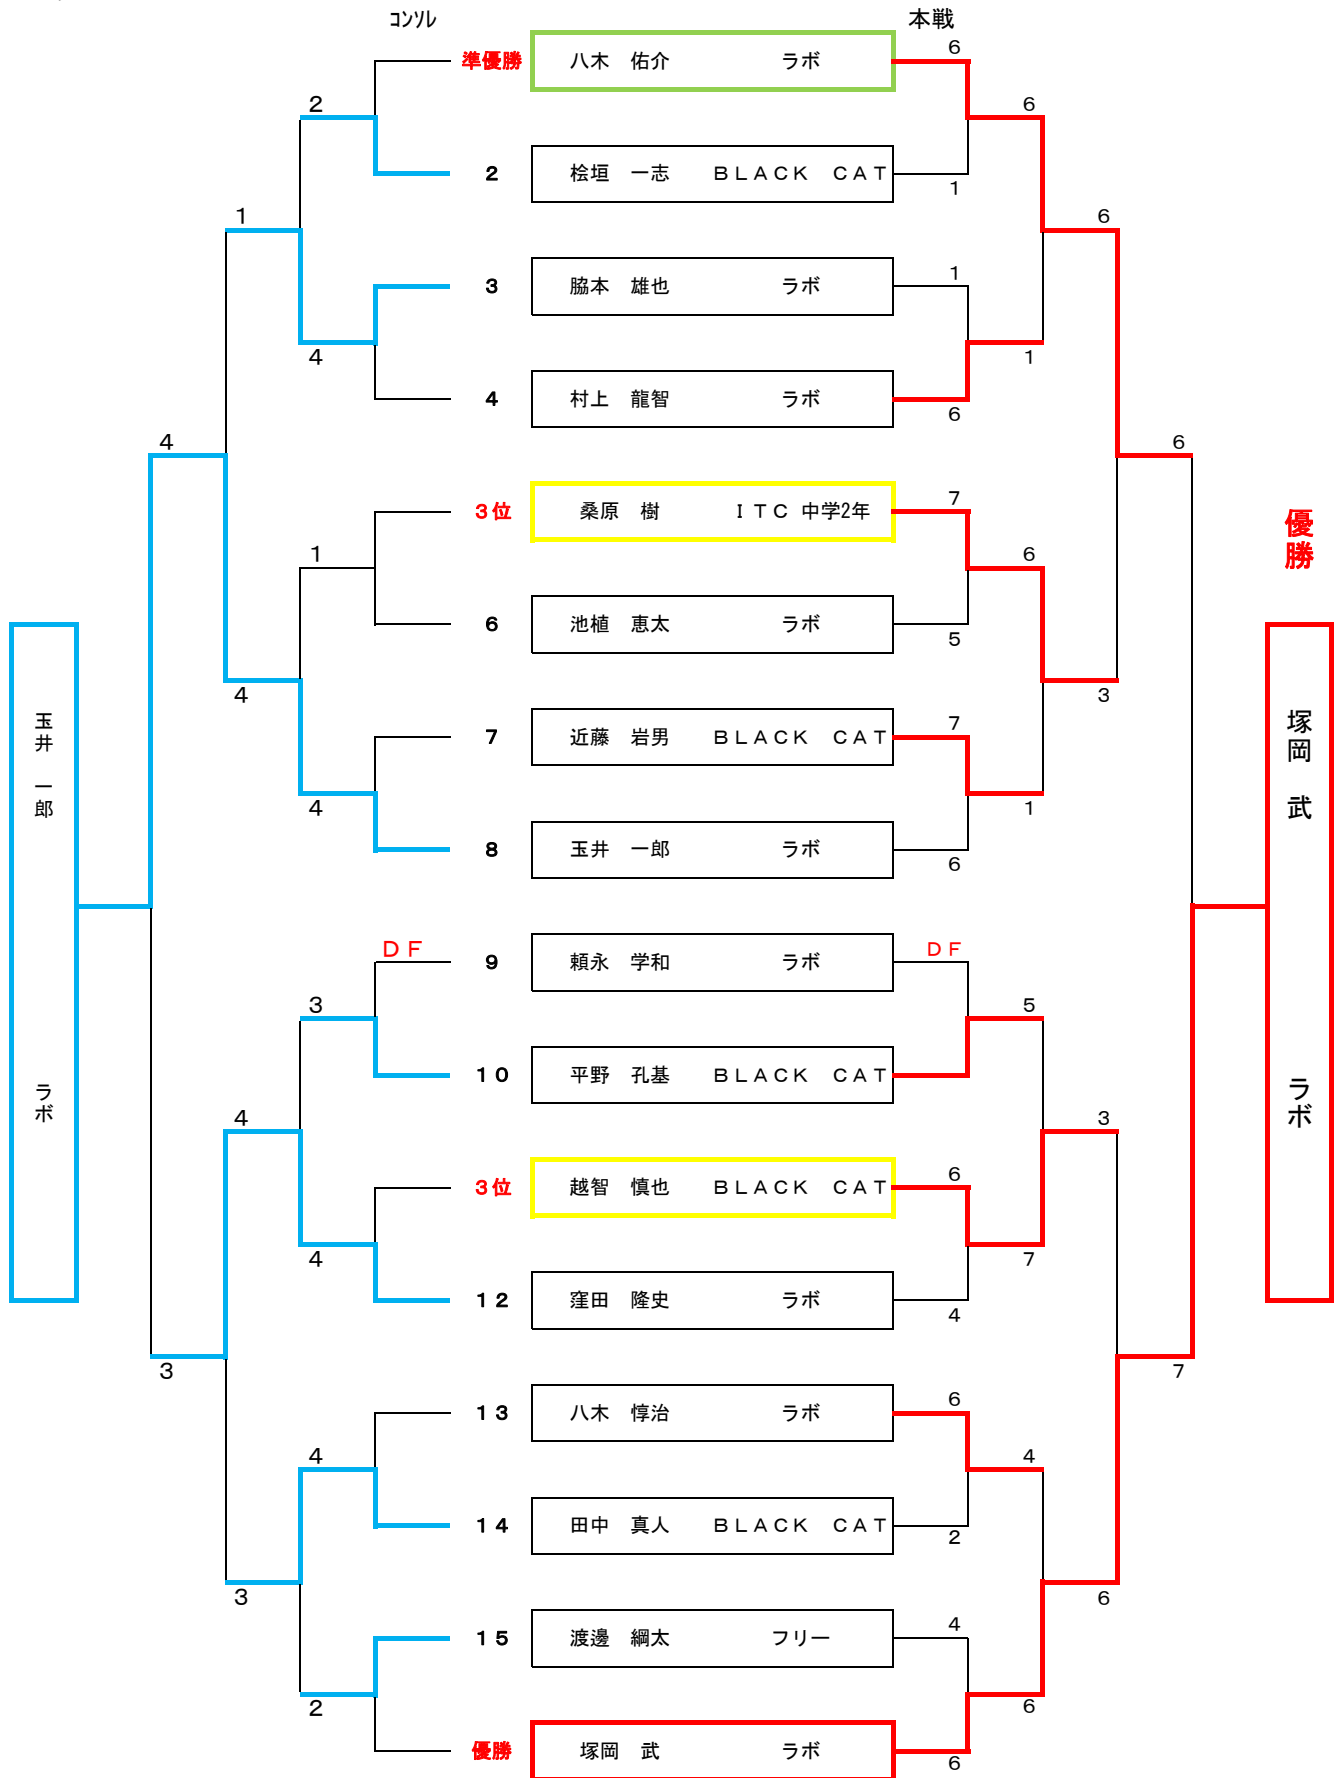 コンソル 本戦
準優勝 八木 佑介 ラボ 6
2 6
2 桧垣 一志 BLACK CAT 1
1 6
3 脇本 雄也 ラボ 1
4 1
4 村上 龍智 ラボ 6
4 6
3位 桑原 樹 ITC 中学2年 7
優勝
1 6
6 池植 恵太 ラボ 5
4 3
7 近藤 岩男 BLACK CAT 7
玉井 一郎 ラボ
塚岡 武 ラボ
4 1
8 玉井 一郎 ラボ 6
DF 9 頼永 学和 ラボ DF
3 5
10 平野 孔基 BLACK CAT
4 3
3位 越智 慎也 BLACK CAT 6
4 7
12 窪田 隆史 ラボ 4
3 7
13 八木 惇治 ラボ 6
4 4
14 田中 真人 BLACK CAT 2
3 6
15 渡邊 綱太 フリー 4
2 6
優勝 塚岡 武 ラボ 6